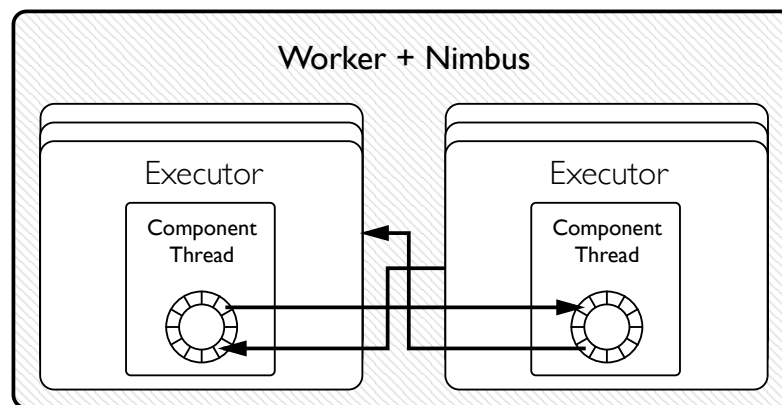 Worker + Nimbus
Executor
Component
Thread
Executor
Component
Thread